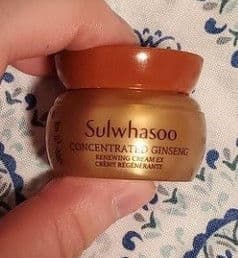 Sulwhasoo
CONCENTRATED GINSENG
RENEWING CREAM EX
CRÈME RÉGÉNÉRANTE